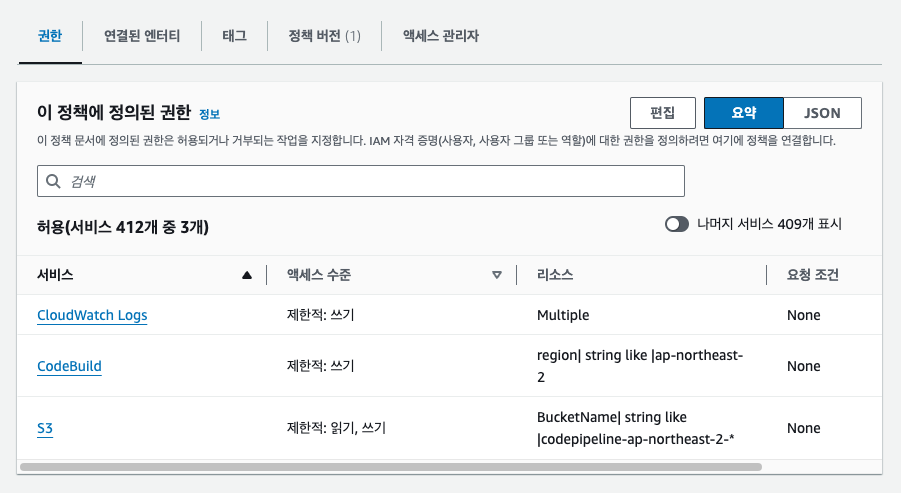 권한 연결된 엔터티 태그 정책 버전 (1) 액세스 관리자
이 정책에 정의된 권한 정보 편집 요약 JSON
이 정책 문서에 정의된 권한은 허용되거나 거부되는 작업을 지정합니다. IAM 자격 증명(사용자, 사용자 그룹 또는 역할)에 대한 권한을 정의하려면 여기에 정책을 연결합니다.
검색
허용(서비스 412개 중 3개) 나머지 서비스 409개 표시
서비스 액세스 수준 리소스 요청 조건
CloudWatch Logs 제한적: 쓰기 Multiple None
CodeBuild 제한적: 쓰기 region| string like |ap-northeast-
2 None
S3 제한적: 읽기, 쓰기 BucketName| string like
|codepipeline-ap-northeast-2-* None